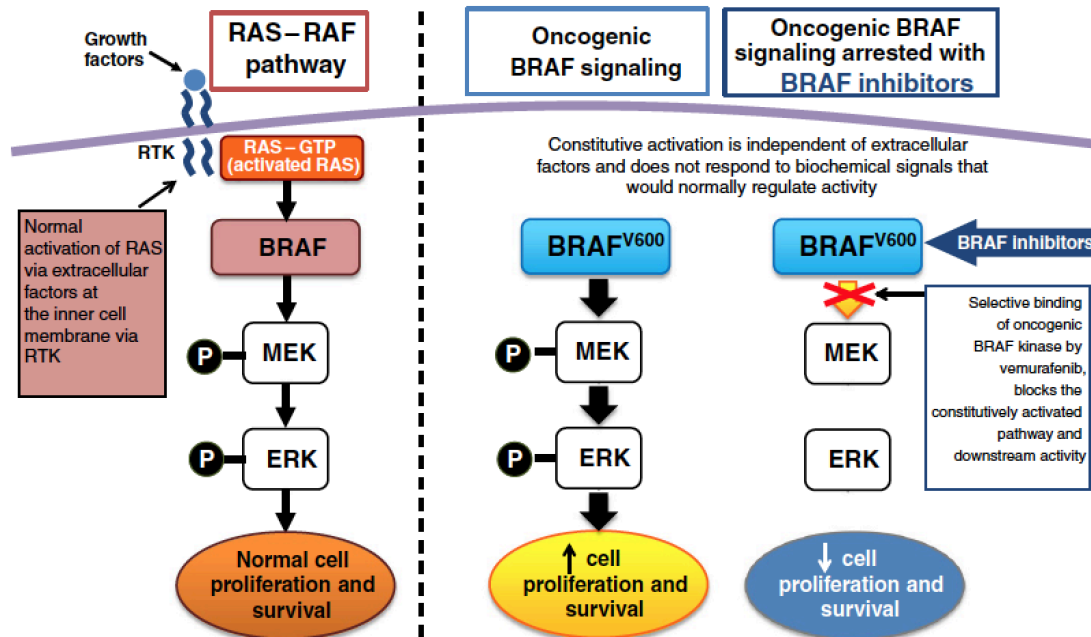 Growth
factors
RAS–RAF
pathway
RTK
RAS–GTP
(activated RAS)
Normal
activation of RAS
via extracellular
factors at
the inner cell
membrane via
RTK
BRAF
P
MEK
P
ERK
Normal cell
proliferation and
survival
Oncogenic
BRAF signaling
Oncogenic BRAF
signaling arrested with
BRAF inhibitors
Constitutive activation is independent of extracellular
factors and does not respond to biochemical signals that
would normally regulate activity
BRAFV600
P
MEK
P
ERK
↑ cell
proliferation and
survival
BRAFV600
BRAF Inhibitors
Selective binding
of oncogenic
BRAF kinase by
vemurafenib,
blocks the
constitutively activated
pathway and
downstream activity
MEK
ERK
↓ cell
proliferation and
survival